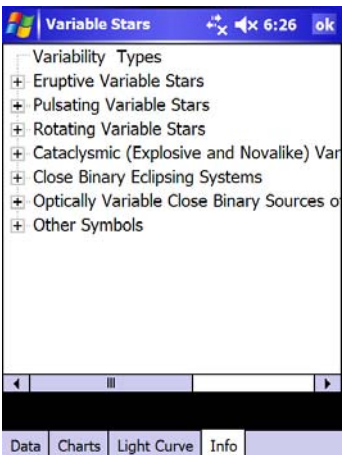 Variable Stars 6:26 ok
Variability Types
Eruptive Variable Stars
Pulsating Variable Stars
Rotating Variable Stars
Cataclysmic (Explosive and Novalike) Var
Close Binary Eclipsing Systems
Optically Variable Close Binary Sources o
Other Symbols
Data Charts Light Curve Info